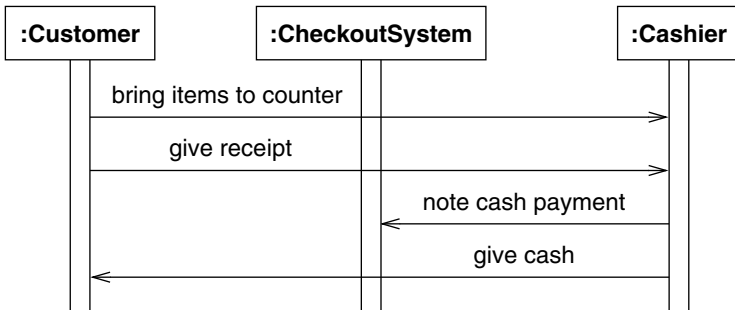 :Customer
:CheckoutSystem
:Cashier
bring items to counter
give receipt
note cash payment
give cash